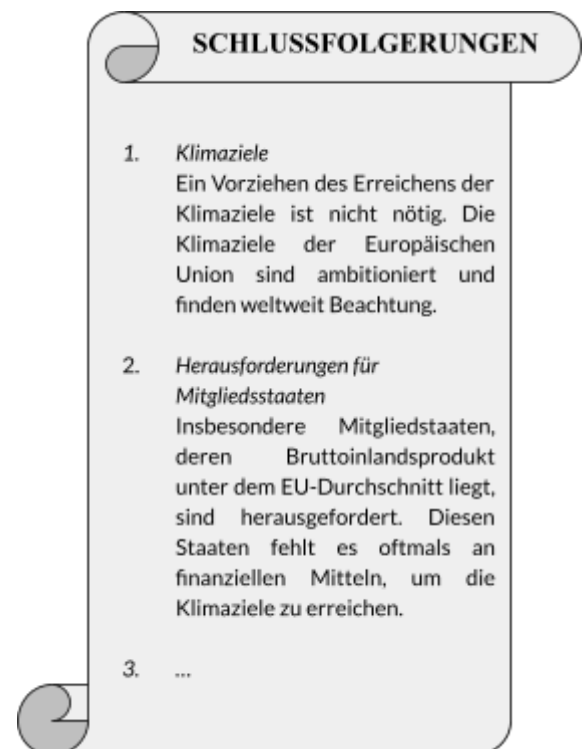 SCHLUSSFOLGERUNGEN
1. Klimaziele
Ein Vorziehen des Erreichens der
Klimaziele ist nicht nötig. Die
Klimaziele der Europäischen
Union sind ambitioniert und
finden weltweit Beachtung.
2. Herausforderungen für
Mitgliedsstaaten
Insbesondere Mitgliedstaaten,
deren Bruttoinlandsprodukt
unter dem EU-Durchschnitt liegt,
sind herausgefordert. Diesen
Staaten fehlt es oftmals an
finanziellen Mitteln, um die
Klimaziele zu erreichen.
3. ...